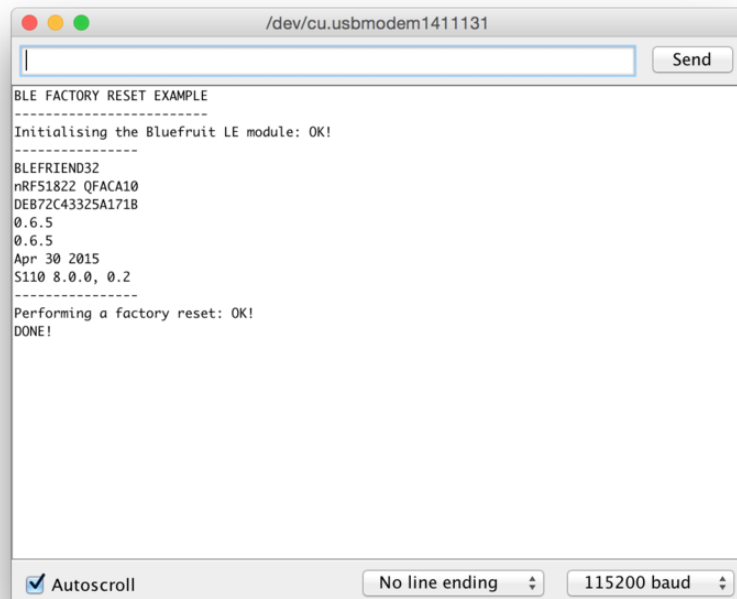 /dev/cu.usbmodem1411131
Send
BLE FACTORY RESET EXAMPLE
--------------------------
Initialising the Bluefruit LE module: OK!
----------------
BLEFRIEND32
nRF51822 QFACA10
DEB72C43325A171B
0.6.5
0.6.5
Apr 30 2015
S110 8.0.0, 0.2
----------------
Performing a factory reset: OK!
DONE!
Autoscroll
No line ending
115200 baud